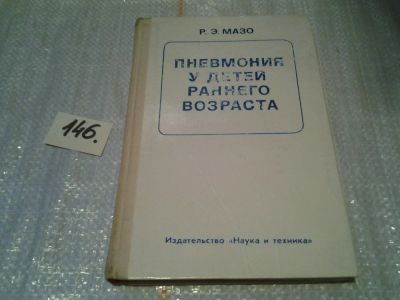 Р. Э. МАЗО
ПНЕВМОНИЯ
У ДЕТЕЙ
РАННЕГО
ВОЗРАСТА
146.
Издательство «Наука и техника»